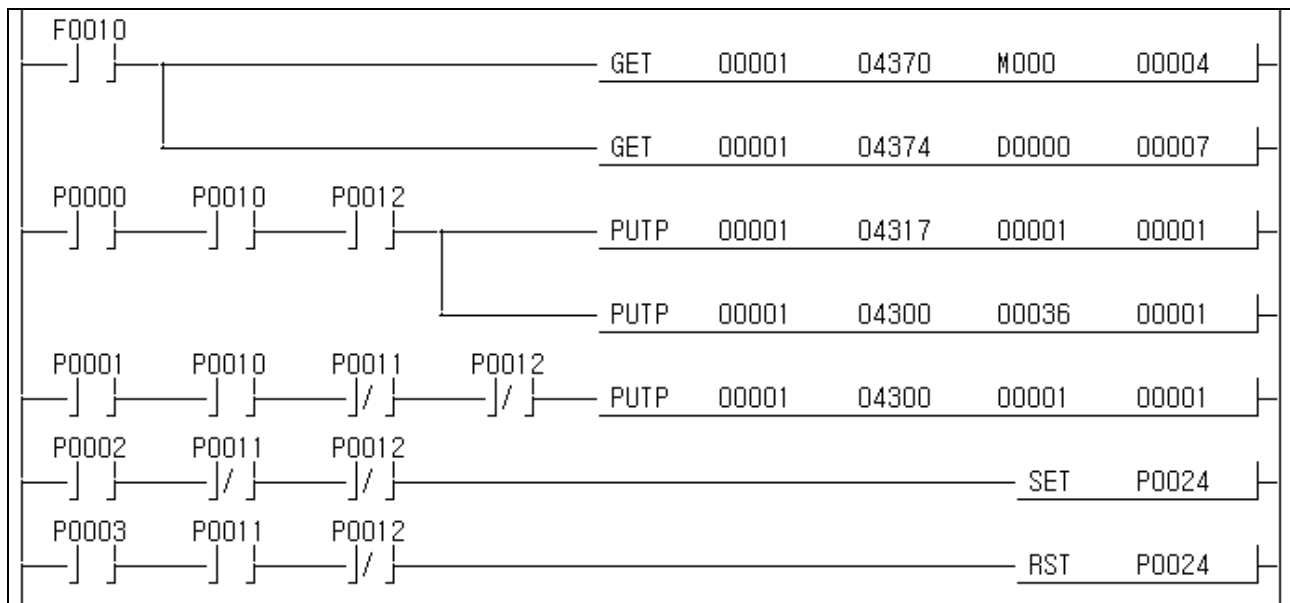 F0010
GET 00001 04370 M000 00004
GET 00001 04374 D0000 00007
P0000 P0010 P0012
PUTP 00001 04317 00001 00001
PUTP 00001 04300 00036 00001
P0001 P0010 P0011 P0012
PUTP 00001 04300 00001 00001
P0002 P0011 P0012
SET P0024
P0003 P0011 P0012
RST P0024